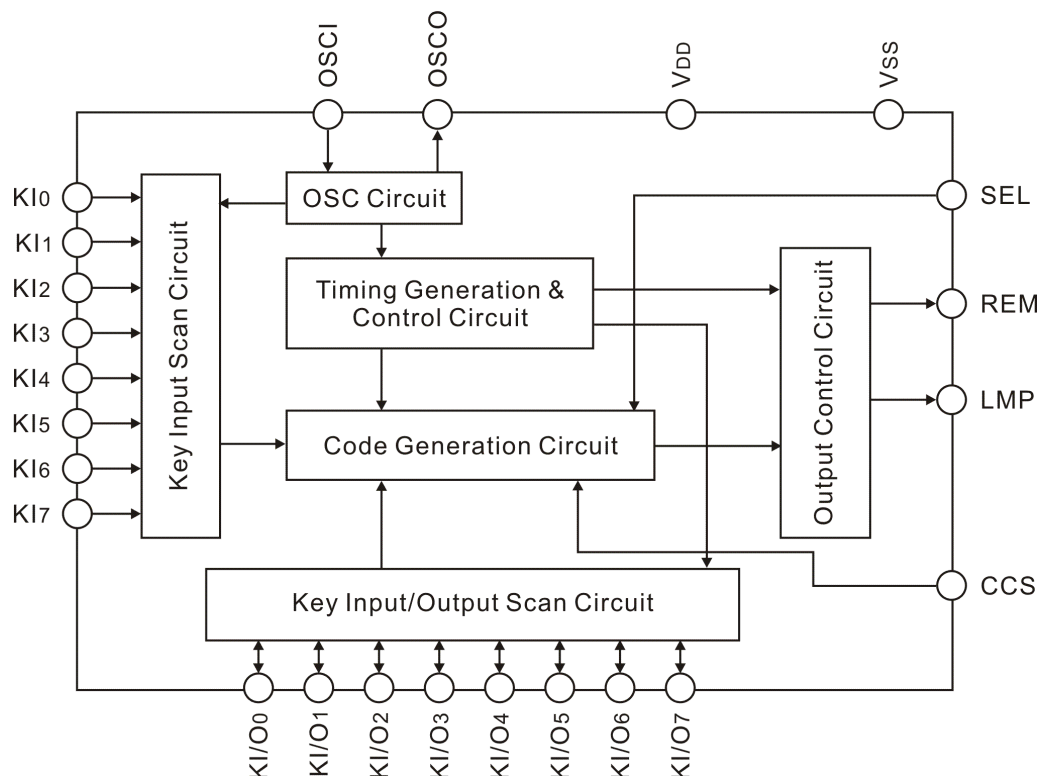 OSCI
OSCO
VDD
VSS
KI0
KI1
KI2
KI3
KI4
KI5
KI6
KI7
Key Input Scan Circuit
OSC Circuit
Timing Generation &
Control Circuit
Code Generation Circuit
Output Control Circuit
SEL
REM
LMP
CCS
Key Input/Output Scan Circuit
KI/O0
KI/O1
KI/O2
KI/O3
KI/O4
KI/O5
KI/O6
KI/O7